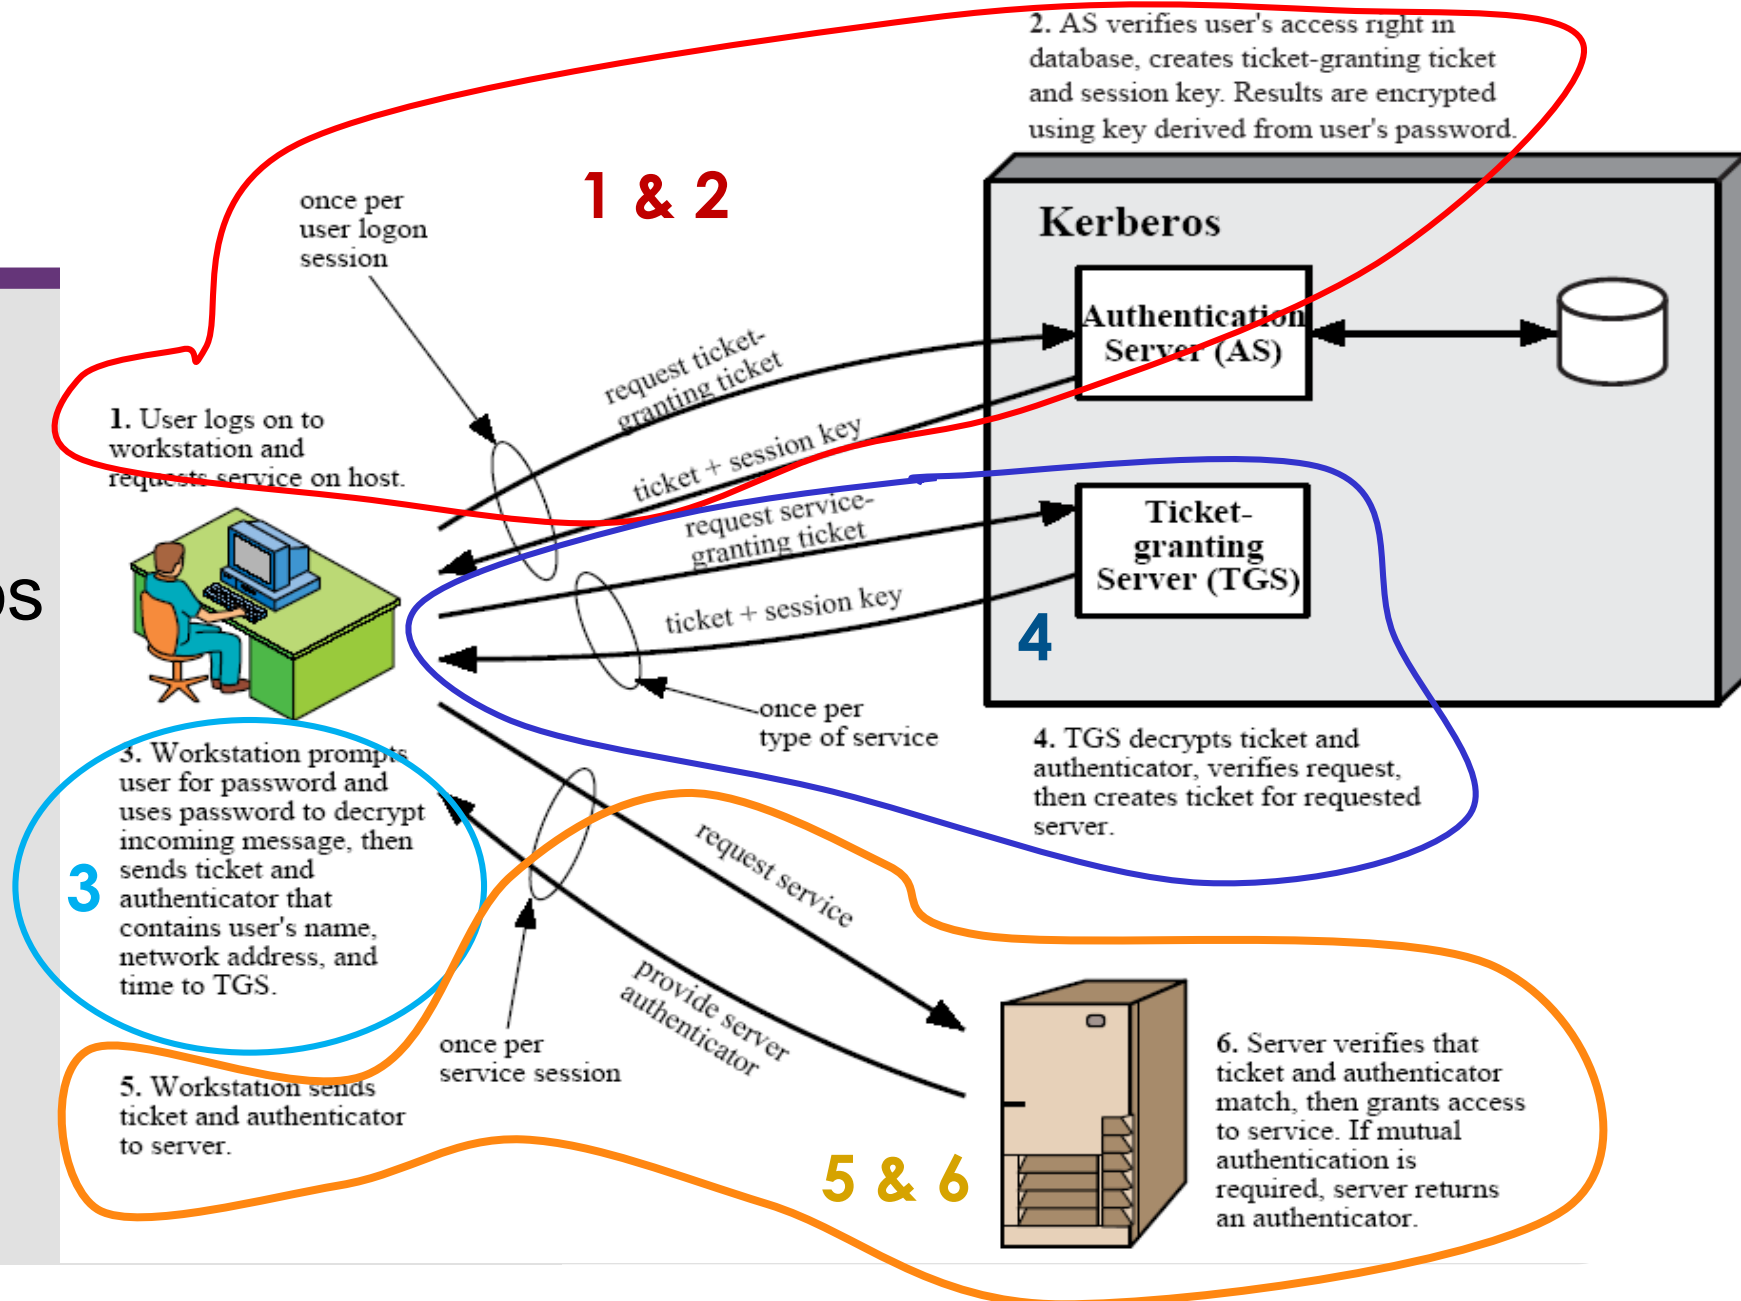 2. AS verifies user's access right in
database, creates ticket-granting ticket
and session key. Results are encrypted
using key derived from user's password.
1 & 2
once per
user logon
session
Kerberos
Authentication
Server (AS)
request ticket-
granting ticket
ticket + session key
1. User logs on to
workstation and
requests service on host.
request service-
granting ticket
Ticket-
granting
Server (TGS)
ticket + session key
4
os
once per
type of service
4. TGS decrypts ticket and
authenticator, verifies request,
then creates ticket for requested
server.
3. Workstation prompts
user for password and
uses password to decrypt
incoming message, then
sends ticket and
authenticator that
contains user's name,
network address, and
time to TGS.
3
request service
provide server
authenticator
once per
service session
5. Workstation sends
ticket and authenticator
to server.
5 & 6
6. Server verifies that
ticket and authenticator
match, then grants access
to service. If mutual
authentication is
required, server returns
an authenticator.